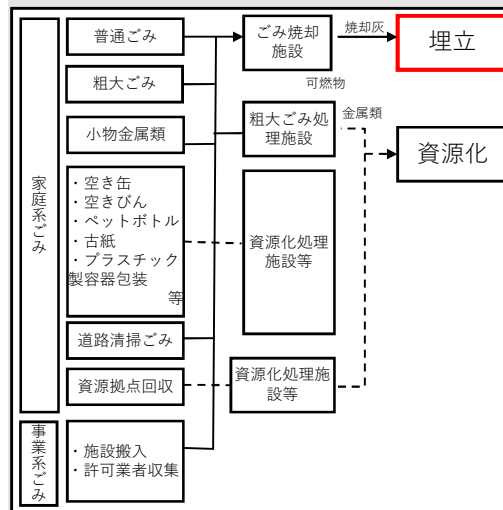 家庭系ごみ
普通ごみ
粗大ごみ
小物金属類
・空き缶
・空きびん
・ペットボトル
・古紙
・プラスチック
製容器包装
等
道路清掃ごみ
資源拠点回収
事業系ごみ
・施設搬入
・許可業者収集
ごみ焼却
施設
可燃物
粗大ごみ処
理施設
資源化処理
施設等
資源化処理施
設等
焼却灰
金属類
埋立
資源化